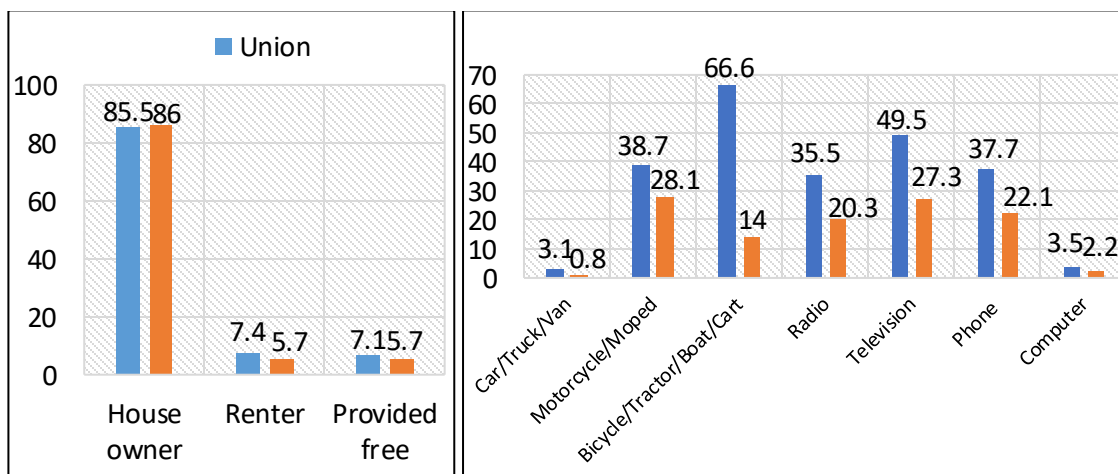 Union
100
80
60
40
20
0
85.5 86
7.4 5.7
7.1 5.7
House owner
Renter
Provided free
70
60
50
40
30
20
10
0
3.1 0.8
38.7 28.1
66.6 14
35.5 20.3
49.5 27.3
37.7 22.1
3.5 2.2
Car/Truck/Van
Motorcycle/Moped
Bicycle/Tractor/Boat/Cart
Radio
Television
Phone
Computer